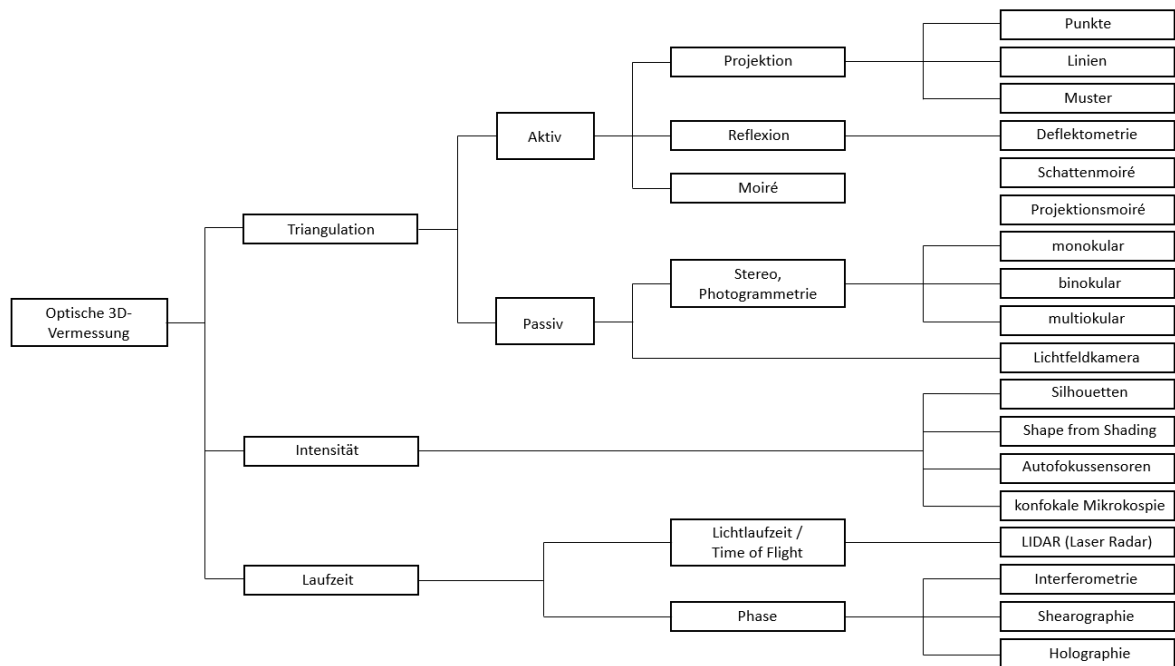 Optische 3D-
Vermessung
Triangulation
Aktiv
Projektion
Punkte
Linien
Muster
Reflexion
Deflektometrie
Moiré
Schattenmoiré
Projektionsmoiré
Passiv
Stereo,
Photogrammetrie
monokular
binokular
multiokular
Lichtfeldkamera
Intensität
Silhouetten
Shape from Shading
Autofokussensoren
konfokale Mikrokospie
Laufzeit
Lichtlaufzeit /
Time of Flight
LIDAR (Laser Radar)
Phase
Interferometrie
Shearographie
Holographie